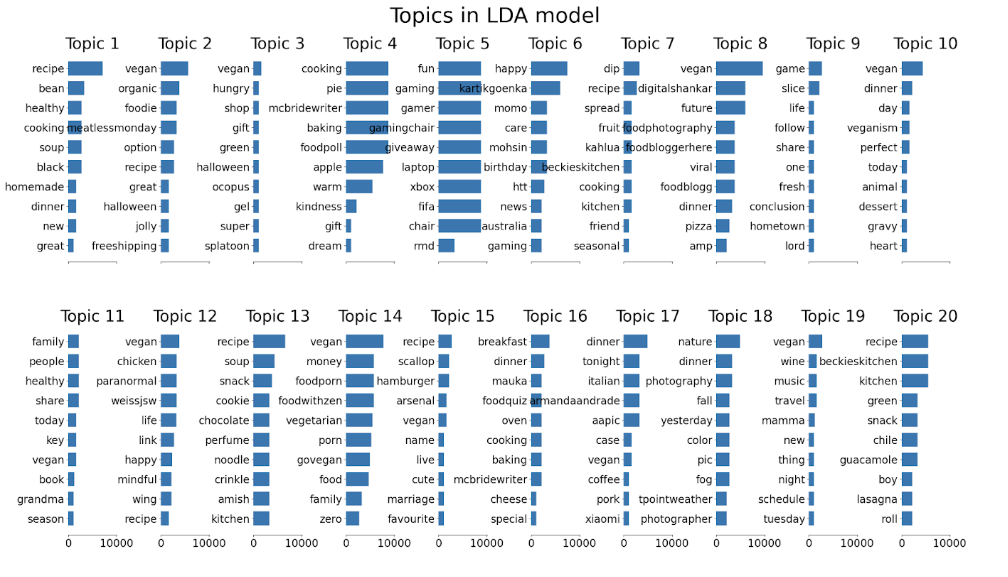 Topics in LDA model
Topic 1 Topic 2 Topic 3 Topic 4 Topic 5 Topic 6 Topic 7 Topic 8 Topic 9 Topic 10
recipe vegan vegan cooking fun happy dip vegan game vegan
bean organic hungry pie gaming kartikgoenka recipe digitalshankar slice dinner
healthy foodie shop mcbridewriter gamer momo spread future life day
cooking meatlessmonday gift baking gamingchair care fruit foodphotography follow veganism
soup option green foodpoll giveaway mohsin kahlua foodbloggerhere share perfect
black recipe halloween apple laptop birthday beckieskitchen viral one today
homemade great ocopus warm xbox htt cooking foodblogg fresh animal
dinner halloween gel kindness fifa news kitchen dinner conclusion dessert
new jolly super gift chair australia friend pizza hometown gravy
great freeshipping splatoon dream rmd gaming seasonal amp lord heart
Topic 11 Topic 12 Topic 13 Topic 14 Topic 15 Topic 16 Topic 17 Topic 18 Topic 19 Topic 20
family vegan recipe vegan recipe breakfast dinner nature vegan recipe
people chicken soup money scallop dinner tonight dinner wine beckieskitchen
healthy paranormal snack foodporn hamburger mauka italian photography music kitchen
share weissjsw cookie foodwithzen arsenal foodquiz armandaandrade fall travel green
today life chocolate vegetarian vegan oven aapic yesterday mamma snack
key link perfume porn name cooking case color new chile
vegan happy noodle govegan live baking vegan pic thing guacamole
book mindful crinkle food cute mcbridewriter coffee fog night boy
grandma wing amish family marriage cheese pork tpointweather schedule lasagna
season recipe kitchen zero favourite special xiaomi photographer tuesday roll
0 10000 0 10000 0 10000 0 10000 0 10000 0 10000 0 10000 0 10000 0 10000 0 10000